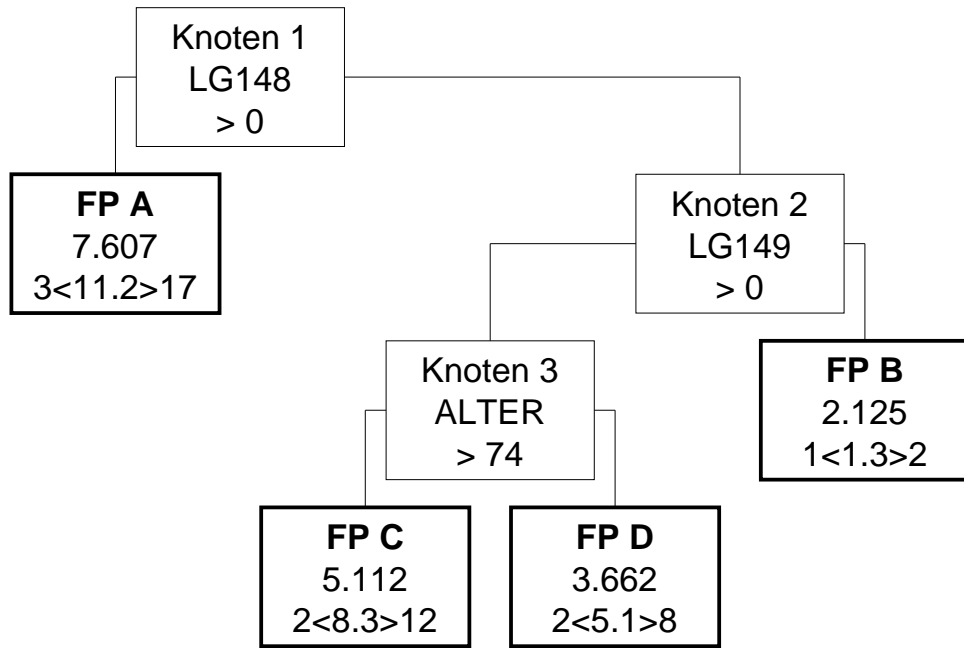 Knoten 1
LG148
> 0
FP A
7.607
3<11.2>17
Knoten 2
LG149
> 0
Knoten 3
ALTER
> 74
FP B
2.125
1<1.3>2
FP C
5.112
2<8.3>12
FP D
3.662
2<5.1>8